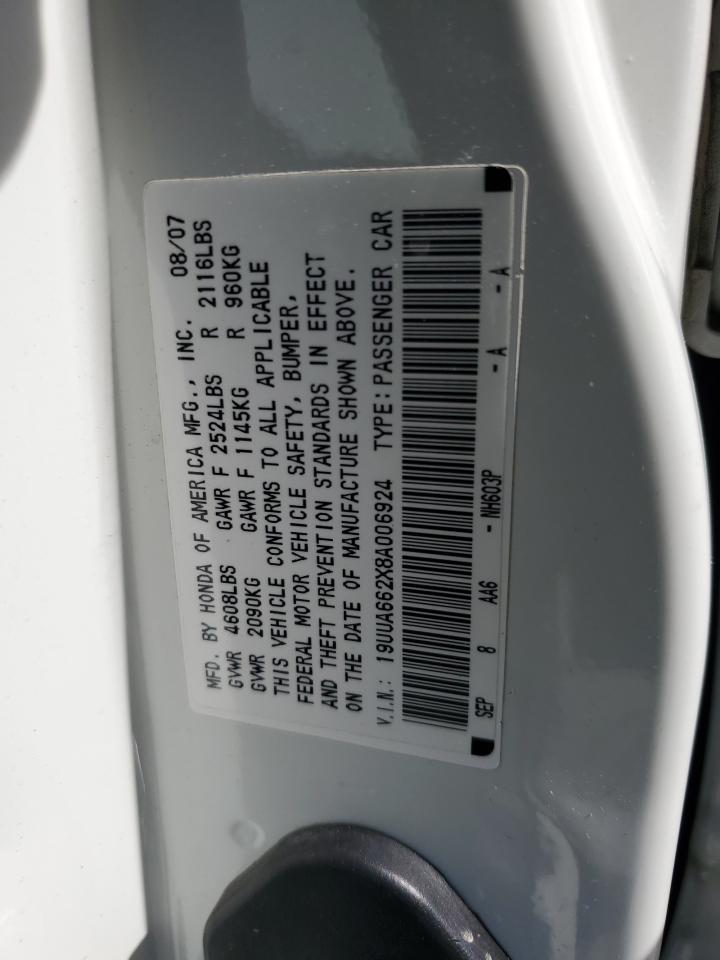 MFD. BY HONDA OF AMERICA MFG., INC. 08/07
GVWR 4608LBS GAWR F 2524LBS R 2116LBS
GVWR 2090KG GAWR F 1145KG R 960KG
THIS VEHICLE CONFORMS TO ALL APPLICABLE
FEDERAL MOTOR VEHICLE SAFETY, BUMPER,
AND THEFT PREVENTION STANDARDS IN EFFECT
ON THE DATE OF MANUFACTURE SHOWN ABOVE.
V.I.N.: 19UUA662X8A006924 TYPE: PASSENGER CAR
SEP 8 AA6 - NH603P - A - A